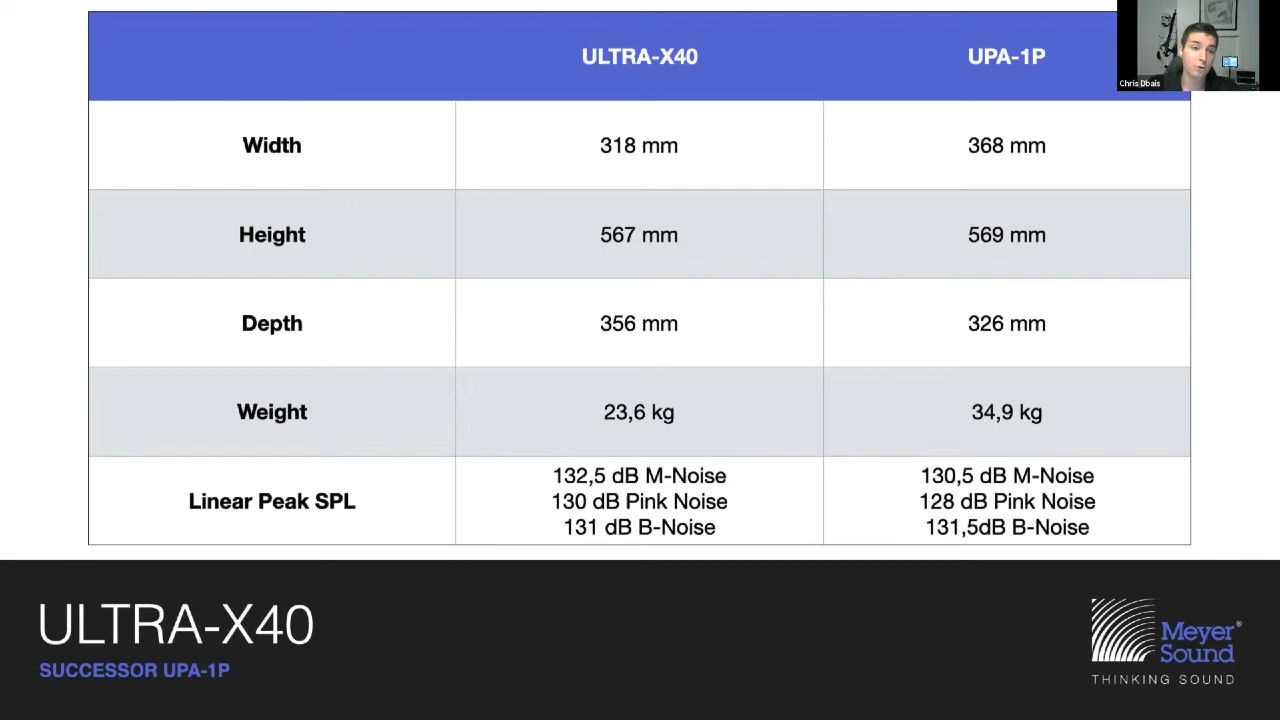 ULTRA-X40 UPA-1P
Chris Dbais
Width 318 mm 368 mm
Height 567 mm 569 mm
Depth 356 mm 326 mm
Weight 23,6 kg 34,9 kg
Linear Peak SPL
132,5 dB M-Noise
130 dB Pink Noise
131 dB B-Noise
130,5 dB M-Noise
128 dB Pink Noise
131,5dB B-Noise
ULTRA-X40
SUCCESSOR UPA-1P
Meyer®
Sound
THINKING SOUND